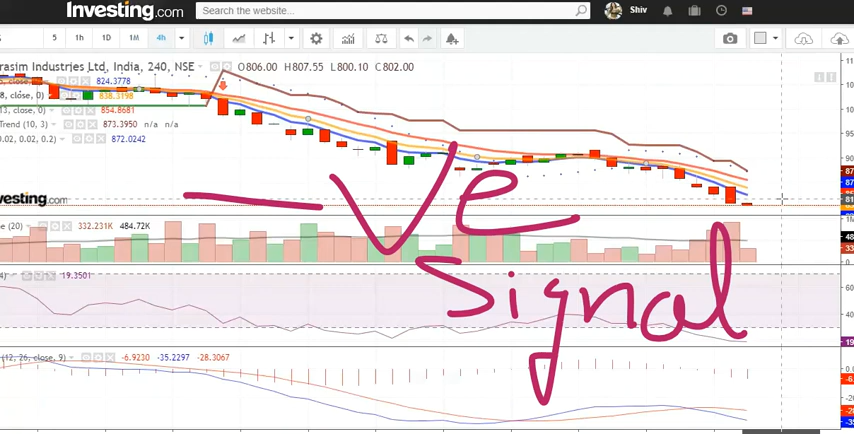 Investing.com
Search the website...
Shiv
5 1h 1D 1M 4h
rasim Industries Ltd, India, 240, NSE O806.00 H807.55 L800.10 C802.00
, close, 0) 824.3778
8, close, 0) 838.3198
13, close, 0) 854.8681
Trend (10, 3) 873.3950 n/a n/a
0.02, 0.02, 0.2) 872.0242
nvesting.com
–Ve
Signal
e (20) 332.231K 484.72K
4) 19.3501
(12, 26, close, 9) -6.9230 -35.2297 -28.3067